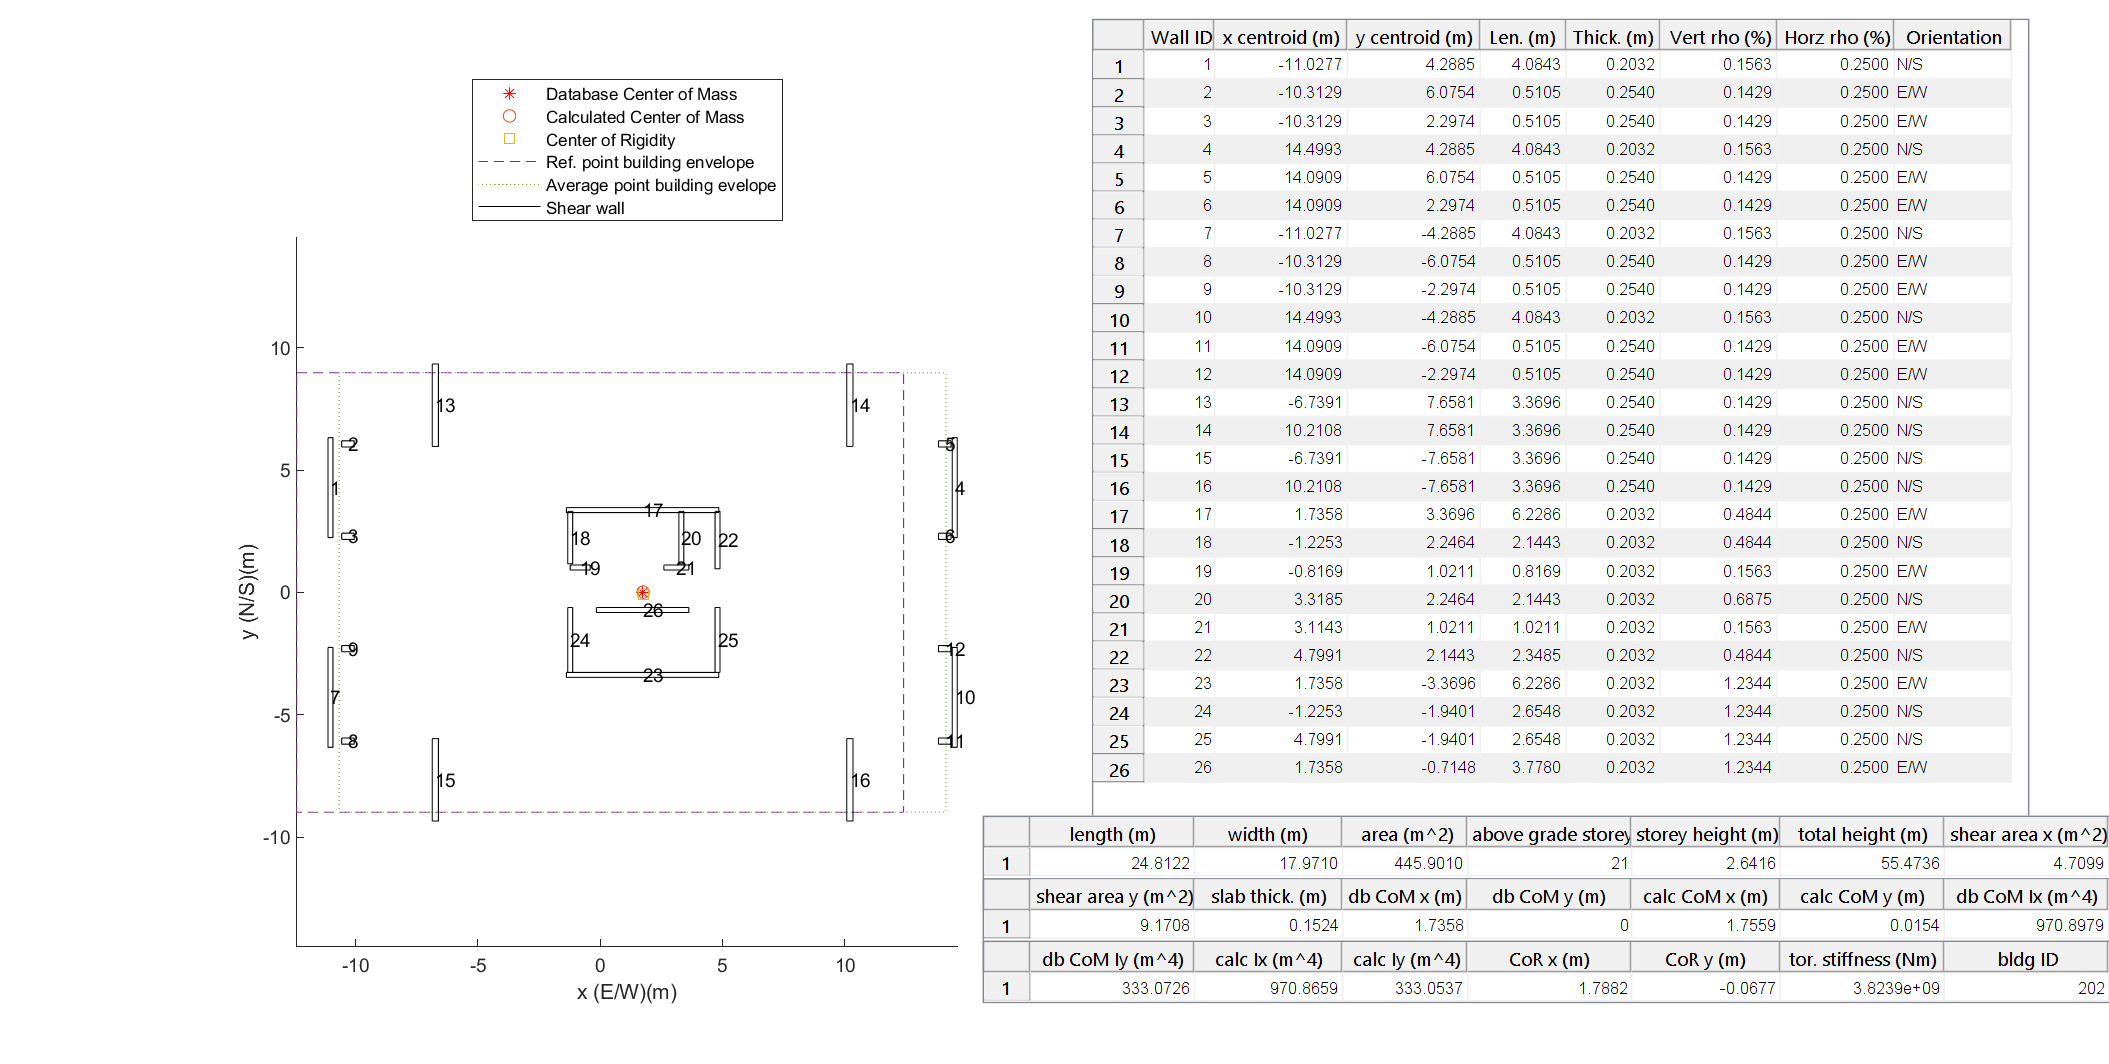 Database Center of Mass
Calculated Center of Mass
Center of Rigidity
Ref. point building envelope
Average point building evelope
Shear wall
10
5
0
-5
-10
y (N/S)(m)
-10 -5 0 5 10
x (E/W)(m)
13 14
2 5
1 4
17
3 18 20 22 6
19 21
26
9 24 25 12
23
7 10
8 11
15 16
Wall ID x centroid (m) y centroid (m) Len. (m) Thick. (m) Vert rho (%) Horz rho (%) Orientation
1 1 -11.0277 4.2885 4.0843 0.2032 0.1563 0.2500 N/S
2 2 -10.3129 6.0754 0.5105 0.2540 0.1429 0.2500 E/W
3 3 -10.3129 2.2974 0.5105 0.2540 0.1429 0.2500 E/W
4 4 14.4993 4.2885 4.0843 0.2032 0.1563 0.2500 N/S
5 5 14.0909 6.0754 0.5105 0.2540 0.1429 0.2500 E/W
6 6 14.0909 2.2974 0.5105 0.2540 0.1429 0.2500 E/W
7 7 -11.0277 -4.2885 4.0843 0.2032 0.1563 0.2500 N/S
8 8 -10.3129 -6.0754 0.5105 0.2540 0.1429 0.2500 E/W
9 9 -10.3129 -2.2974 0.5105 0.2540 0.1429 0.2500 E/W
10 10 14.4993 -4.2885 4.0843 0.2032 0.1563 0.2500 N/S
11 11 14.0909 -6.0754 0.5105 0.2540 0.1429 0.2500 E/W
12 12 14.0909 -2.2974 0.5105 0.2540 0.1429 0.2500 E/W
13 13 -6.7391 7.6581 3.3696 0.2540 0.1429 0.2500 N/S
14 14 10.2108 7.6581 3.3696 0.2540 0.1429 0.2500 N/S
15 15 -6.7391 -7.6581 3.3696 0.2540 0.1429 0.2500 N/S
16 16 10.2108 -7.6581 3.3696 0.2540 0.1429 0.2500 N/S
17 17 1.7358 3.3696 6.2286 0.2032 0.4844 0.2500 E/W
18 18 -1.2253 2.2464 2.1443 0.2032 0.4844 0.2500 N/S
19 19 -0.8169 1.0211 0.8169 0.2032 0.1563 0.2500 E/W
20 20 3.3185 2.2464 2.1443 0.2032 0.6875 0.2500 N/S
21 21 3.1143 1.0211 1.0211 0.2032 0.1563 0.2500 E/W
22 22 4.7991 2.1443 2.3485 0.2032 0.4844 0.2500 N/S
23 23 1.7358 -3.3696 6.2286 0.2032 1.2344 0.2500 E/W
24 24 -1.2253 -1.9401 2.6548 0.2032 1.2344 0.2500 N/S
25 25 4.7991 -1.9401 2.6548 0.2032 1.2344 0.2500 N/S
26 26 1.7358 -0.7148 3.7780 0.2032 1.2344 0.2500 E/W
length (m) width (m) area (m^2) above grade storey storey height (m) total height (m) shear area x (m^2)
1 24.8122 17.9710 445.9010 21 2.6416 55.4736 4.7099
shear area y (m^2) slab thick. (m) db CoM x (m) db CoM y (m) calc CoM x (m) calc CoM y (m) db CoM Ix (m^4)
1 9.1708 0.1524 1.7358 0 1.7559 0.0154 970.8979
db CoM Iy (m^4) calc Ix (m^4) calc Iy (m^4) CoR x (m) CoR y (m) tor. stiffness (Nm) bldg ID
1 333.0726 970.8659 333.0537 1.7882 -0.0677 3.8239e+09 202